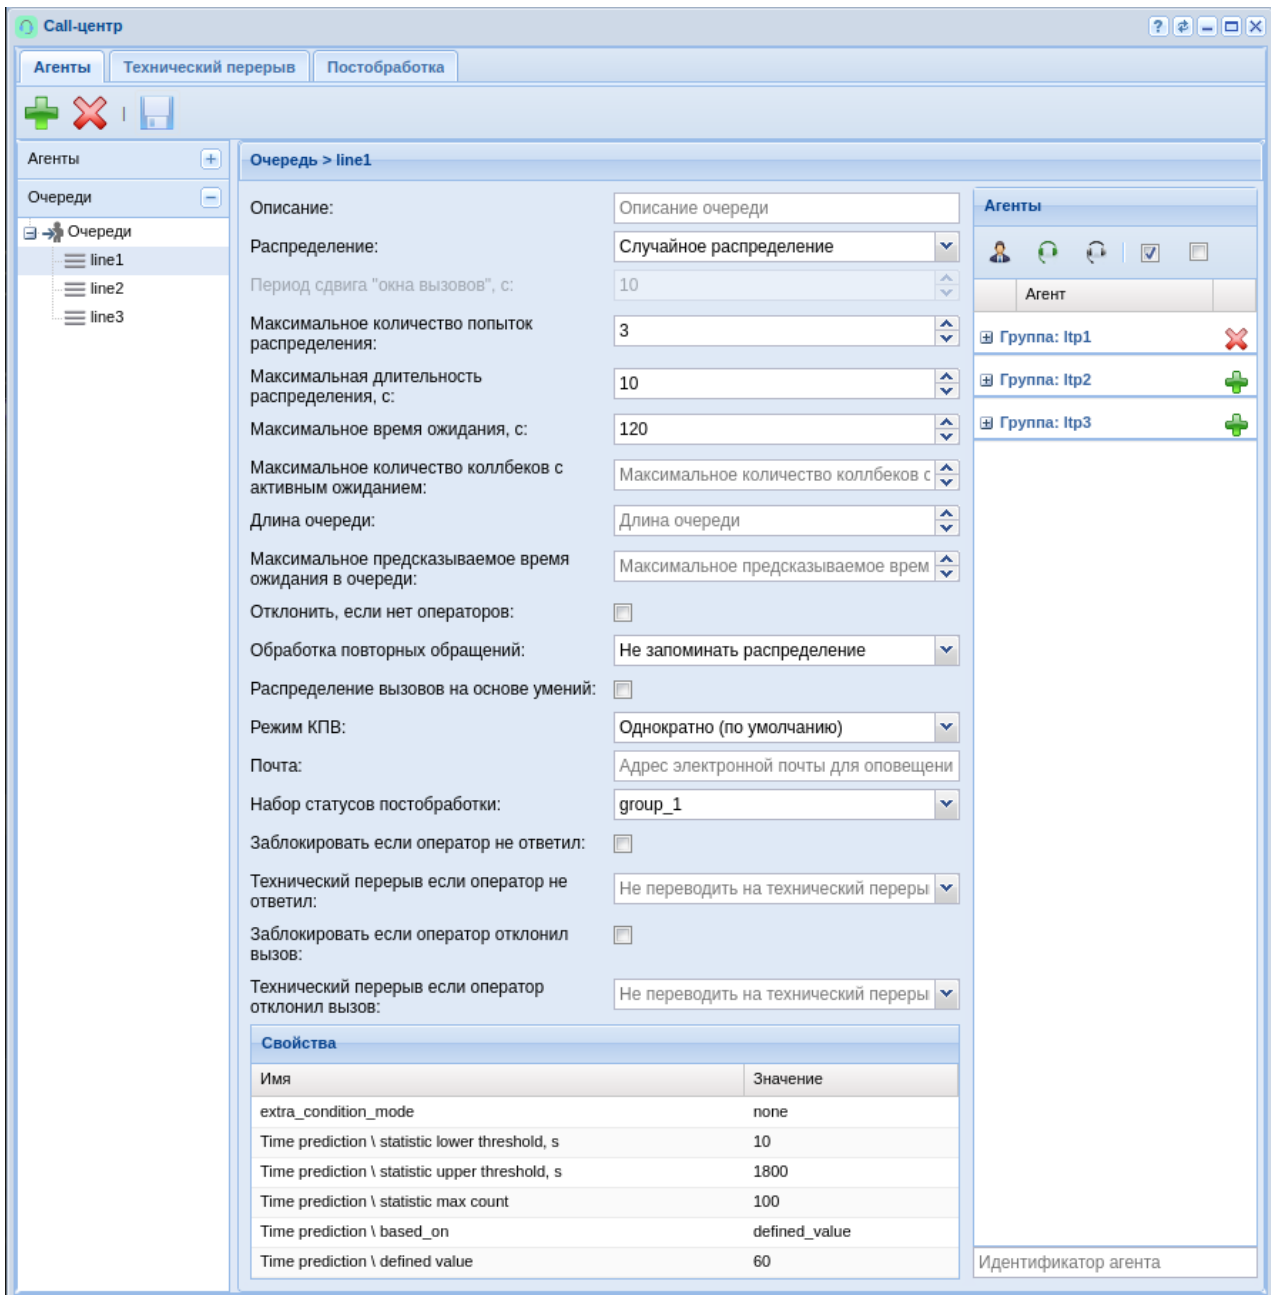 Call-центр
Агенты
Технический перерыв
Постобработка
Агенты
Очереди
Очереди
line1
line2
line3
Очередь > line1
Описание:
Описание очереди
Распределение:
Случайное распределение
Период сдвига "окна вызовов", с:
10
Максимальное количество попыток
распределения:
3
Максимальная длительность
распределения, с:
10
Максимальное время ожидания, с:
120
Максимальное количество коллбеков с
активным ожиданием:
Максимальное количество коллбеков с
Длина очереди:
Длина очереди
Максимальное предсказываемое время
ожидания в очереди:
Максимальное предсказываемое врем
Отклонить, если нет операторов:
Обработка повторных обращений:
Не запоминать распределение
Распределение вызовов на основе умений:
Режим КПВ:
Однократно (по умолчанию)
Почта:
Адрес электронной почты для оповещени
Набор статусов постобработки:
group_1
Заблокировать если оператор не ответил:
Технический перерыв если оператор не
ответил:
Не переводить на технический переры
Заблокировать если оператор отклонил
вызов:
Технический перерыв если оператор
отклонил вызов:
Не переводить на технический переры
Свойства
Имя
Значение
extra_condition_mode
none
Time prediction \ statistic lower threshold, s
10
Time prediction \ statistic upper threshold, s
1800
Time prediction \ statistic max count
100
Time prediction \ based_on
defined_value
Time prediction \ defined value
60
Агенты
Агент
Группа: ltp1
Группа: ltp2
Группа: ltp3
Идентификатор агента